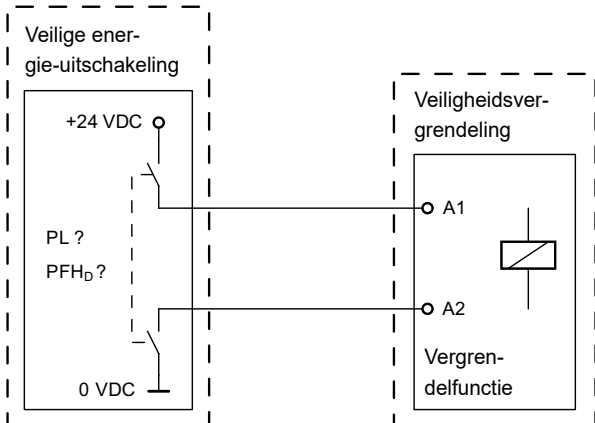 Veilige ener-
gie-uitschakeling
+24 VDC
PL ?
PFHD ?
0 VDC
Veiligheidsver-
grendeling
A1
A2
Vergren-
delfunctie